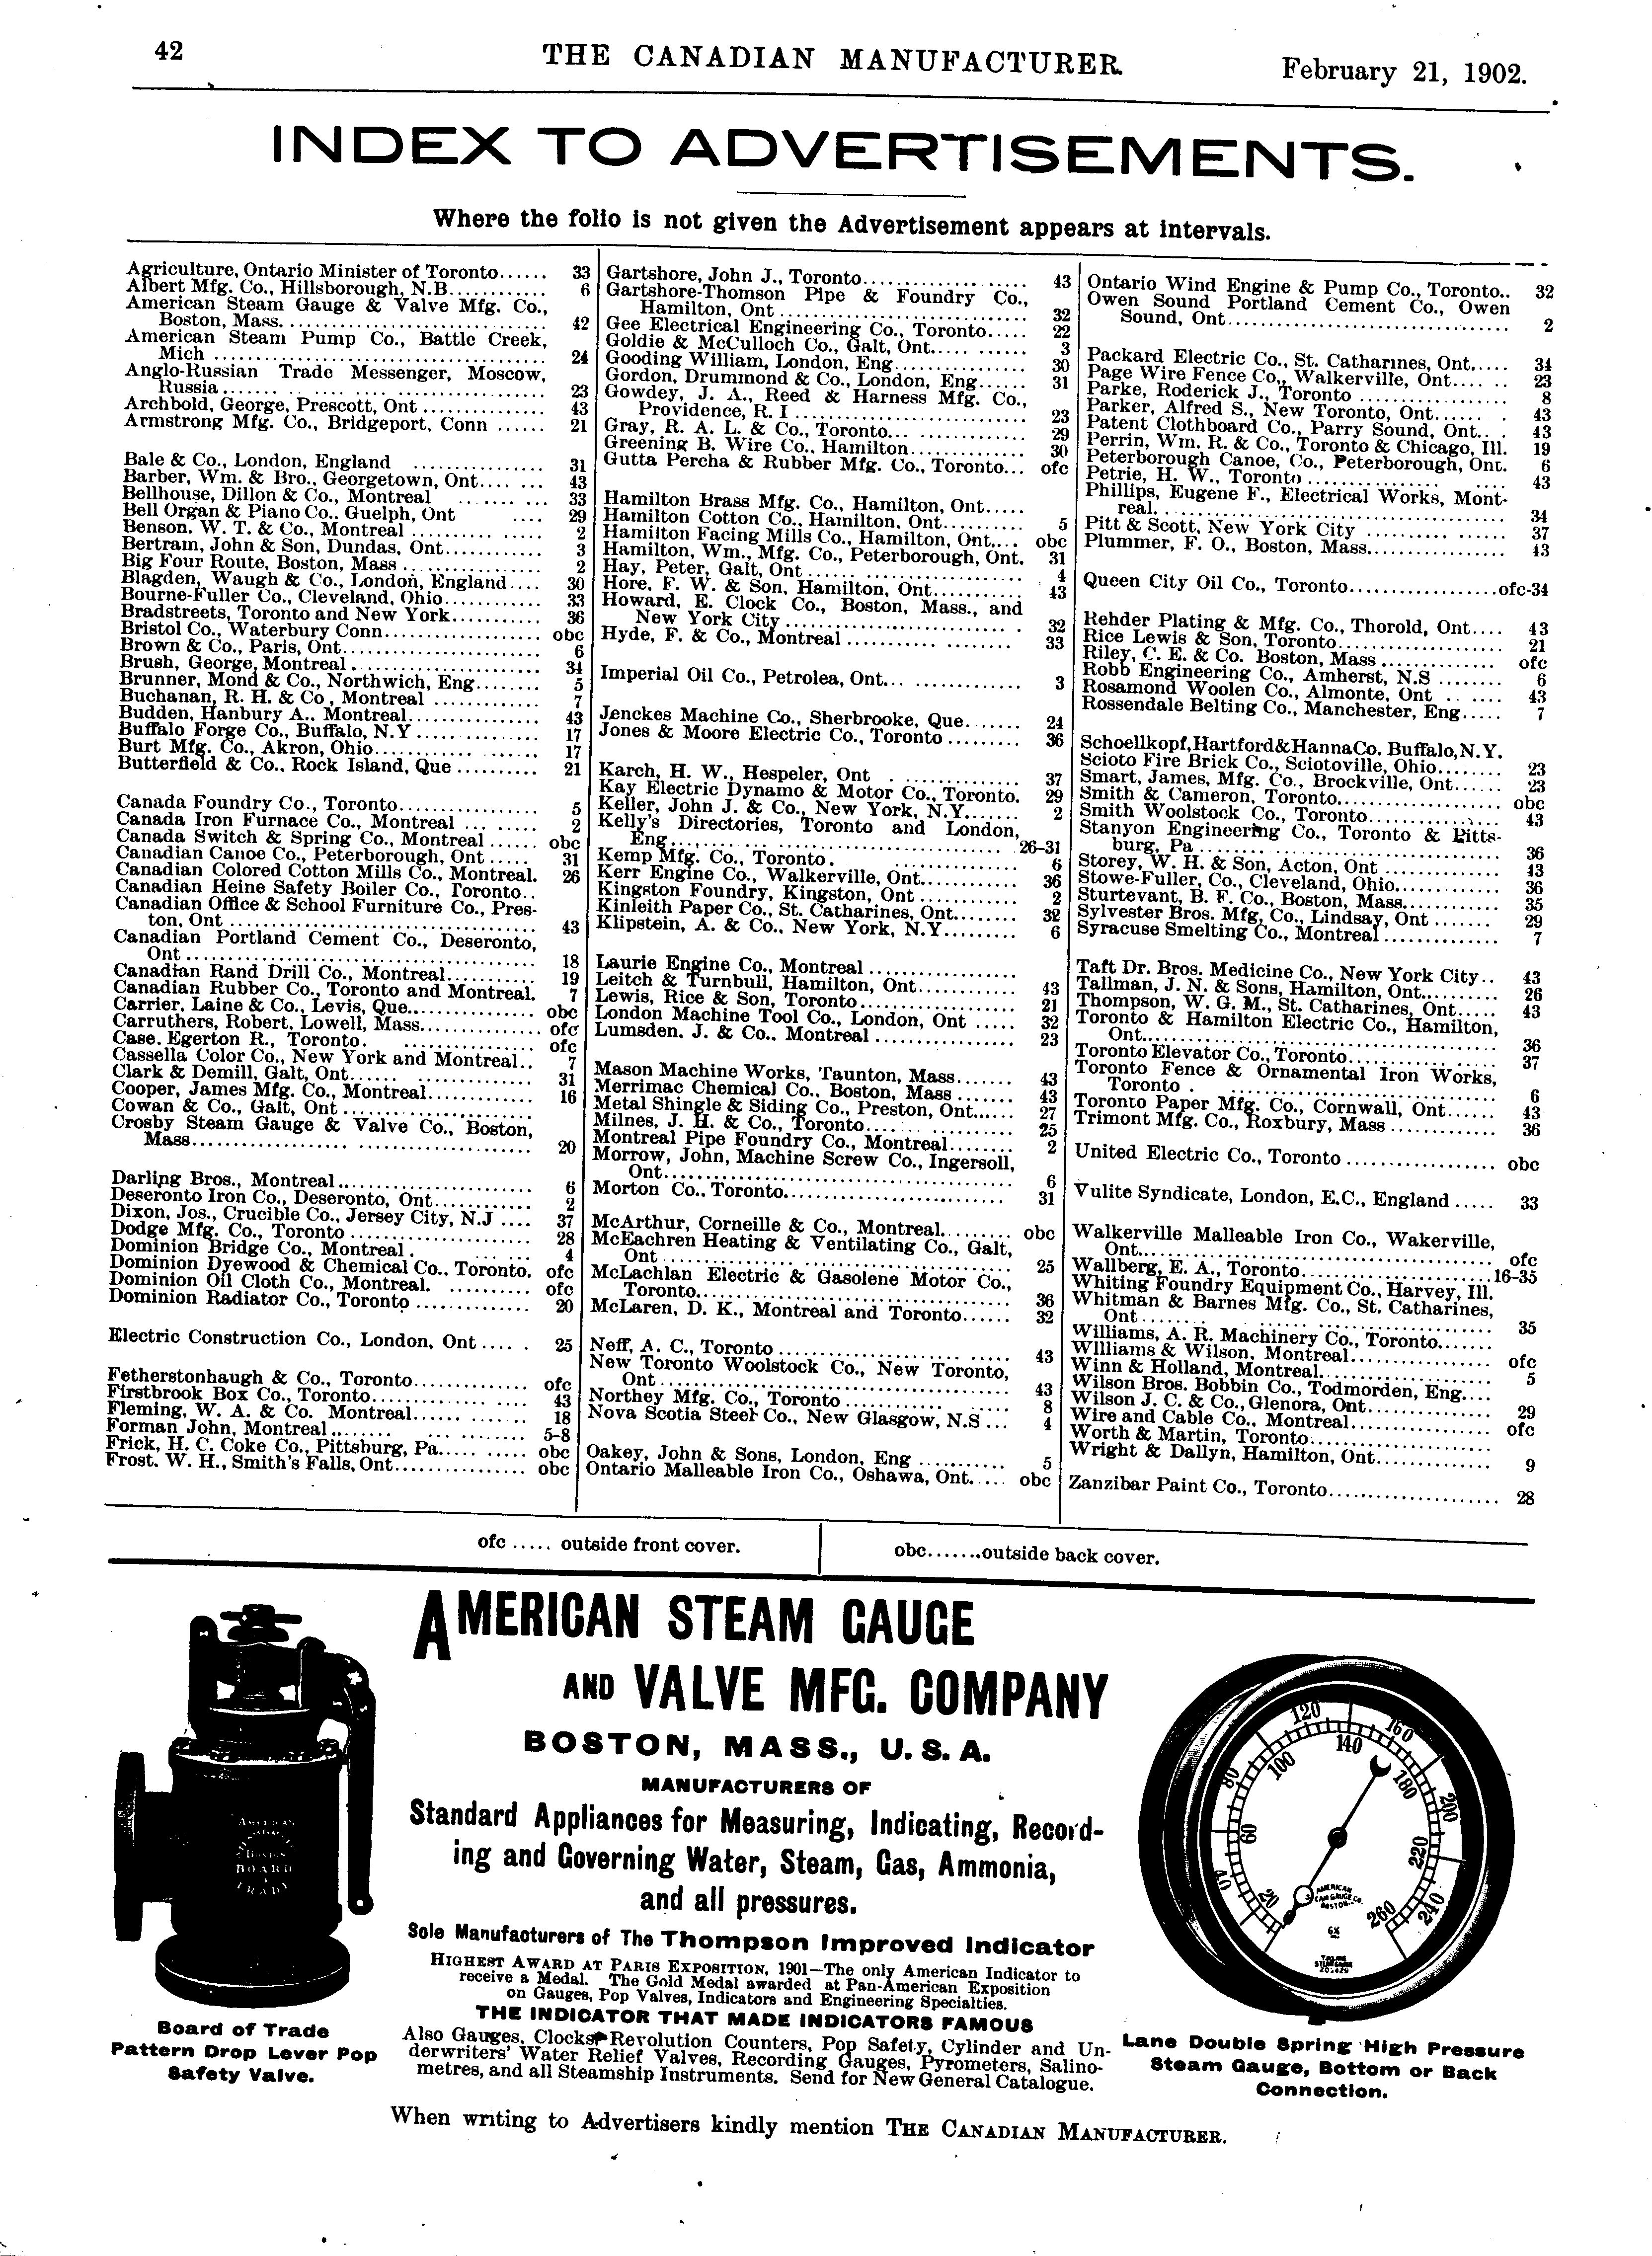 42
THE CANADIAN MANUFACTURER.
February 21, 1902.
INDEX TO ADVERTISEMENTS.
Where the folio is not given the Advertisement appears at intervals.
Agriculture, Ontario Minister of Toronto...... 33
Albert Mfg. Co., Hillsborough, N.B............ 6
American Steam Gauge & Valve Mfg. Co.,
Boston, Mass.................................. 42
American Steam Pump Co., Battle Creek,
Mich ........................................ 24
Anglo-Russian Trade Messenger, Moscow,
Russia....................................... 23
Archbold, George, Prescott, Ont .............. 43
Armstrong Mfg. Co., Bridgeport, Conn ...... 21
Bale & Co., London, England ................ 31
Barber, Wm. & Bro., Georgetown, Ont.... ... 43
Bellhouse, Dillon & Co., Montreal ....... ... ... 33
Bell Organ & Piano Co.. Guelph, Ont .... 29
Benson. W. T. & Co., Montreal ........... ..... 2
Bertram, John & Son, Dundas, Ont............ 3
Big Four Route, Boston, Mass ................. 2
Blagden, Waugh & Co., London, England.... 30
Bourne-Fuller Co., Cleveland, Ohio............ 33
Bradstreets, Toronto and New York........... 36
Bristol Co., Waterbury Conn................... obc
Brown & Co., Paris, Ont........................ 6
Brush, George, Montreal....................... 34
Brunner, Mond & Co., Northwich, Eng........ 5
Buchanan, R. H. & Co, Montreal ............. 7
Budden, Hanbury A.. Montreal................ 43
Buffalo Forge Co., Buffalo, N.Y............... 17
Burt Mfg. Co., Akron, Ohio.................... 17
Butterfield & Co., Rock Island, Que .......... 21
Canada Foundry Co., Toronto................. 5
Canada Iron Furnace Co., Montreal ... ..... 2
Canada Switch & Spring Co., Montreal ...... obc
Canadian Canoe Co., Peterborough, Ont ..... 31
Canadian Colored Cotton Mills Co., Montreal. 26
Canadian Heine Safety Boiler Co., Toronto..
Canadian Office & School Furniture Co., Pres-
ton, Ont..................................... 43
Canadian Portland Cement Co., Deseronto,
Ont.......................................... 18
Canadian Rand Drill Co., Montreal........... 19
Canadian Rubber Co., Toronto and Montreal. 7
Carrier, Laine & Co., Levis, Que............... obc
Carruthers, Robert, Lowell, Mass.............. ofc
Case. Egerton R., Toronto. ................ ofc
Cassella Color Co., New York and Montreal.. 7
Clark & Demill, Galt, Ont...... .............. 31
Cooper, James Mfg. Co., Montreal............. 16
Cowan & Co., Galt, Ont .......................
Crosby Steam Gauge & Valve Co., Boston,
Mass......................................... 20
Darling Bros., Montreal....................... 6
Deseronto Iron Co., Deseronto, Ont............ 2
Dixon, Jos., Crucible Co., Jersey City, N.J .... 37
Dodge Mfg. Co., Toronto ...................... 28
Dominion Bridge Co., Montreal. ... ... 4
Dominion Dyewood & Chemical Co., Toronto. ofc
Dominion Oil Cloth Co., Montreal. .......... ofc
Dominion Radiator Co., Toronto .............. 20
Electric Construction Co., London, Ont..... . 25
Fetherstonhaugh & Co., Toronto.............. ofc
Firstbrook Box Co., Toronto................... 43
Fleming, W. A. & Co. Montreal...... .. ... 18
Forman John, Montreal........ ... ........ 5-8
Frick, H. C. Coke Co., Pittsburg, Pa..... ..... obc
Frost. W. H., Smith's Falls, Ont................ obc
Gartshore, John J., Toronto.................... 43
Gartshore-Thomson Pipe & Foundry Co.,
Hamilton, Ont ............................... 32
Gee Electrical Engineering Co., Toronto..... 22
Goldie & McCulloch Co., Galt, Ont..... ...... 3
Gooding William, London, Eng................ 30
Gordon, Drummond & Co., London, Eng...... 31
Gowdey, J. A., Reed & Harness Mfg. Co.,
Providence, R. I ............................. 23
Gray, R. A. L. & Co., Toronto... ............. 29
Greening B. Wire Co., Hamilton.............. 30
Gutta Percha & Rubber Mfg. Co., Toronto... ofc
Hamilton Brass Mfg. Co., Hamilton, Ont.....
Hamilton Cotton Co., Hamilton, Ont.......... 5
Hamilton Facing Mills Co., Hamilton, Ont.... obc
Hamilton, Wm., Mfg. Co., Peterborough, Ont. 31
Hay, Peter, Galt, Ont.......................... 4
Hore, F. W. & Son, Hamilton, Ont............ 43
Howard, E. Clock Co., Boston, Mass., and
New York City............................... 32
Hyde, F. & Co., Montreal ........... ......... 33
Imperial Oil Co., Petrolea, Ont... ............. 3
Jenckes Machine Co., Sherbrooke, Que. ...... 24
Jones & Moore Electric Co., Toronto ......... 36
Karch, H. W., Hespeler, Ont . .............. 37
Kay Electric Dynamo & Motor Co., Toronto. 29
Keller, John J. & Co., New York, N.Y....... 2
Kelly's Directories, Toronto and London,
Eng.......................................... 26-31
Kemp Mfg. Co., Toronto. ............. 6
Kerr Engine Co., Walkerville, Ont............ 36
Kingston Foundry, Kingston, Ont ............ 2
Kinleith Paper Co., St. Catharines, Ont........ 32
Klipstein, A. & Co., New York, N.Y......... 6
Laurie Engine Co., Montreal..................
Leitch & Turnbull, Hamilton, Ont............ 43
Lewis, Rice & Son, Toronto................... 21
London Machine Tool Co., London, Ont ..... 32
Lumsden. J. & Co.. Montreal ................. 23
Mason Machine Works, Taunton, Mass....... 43
Merrimac Chemical Co., Boston, Mass ....... 43
Metal Shingle & Siding Co., Preston, Ont...... 27
Milnes, J. H. & Co., Toronto.................. 25
Montreal Pipe Foundry Co., Montreal........ 2
Morrow, John, Machine Screw Co., Ingersoll,
Ont.......................................... 6
Morton Co.. Toronto........................... 31
McArthur, Corneille & Co., Montreal.......... obc
McEachren Heating & Ventilating Co., Galt,
Ont ......................................... 25
McLachlan Electric & Gasolene Motor Co.,
Toronto...................................... 36
McLaren, D. K., Montreal and Toronto...... 32
Neff, A. C., Toronto ........................... 43
New Toronto Woolstock Co., New Toronto,
Ont.......................................... 43
Northey Mfg. Co., Toronto .................... 8
Nova Scotia Steel Co., New Glasgow, N.S ... 4
Oakey, John & Sons, London, Eng ........... 5
Ontario Malleable Iron Co., Oshawa, Ont..... obc
Ontario Wind Engine & Pump Co., Toronto.. 32
Owen Sound Portland Cement Co., Owen
Sound, Ont................................... 2
Packard Electric Co., St. Catharines, Ont..... 34
Page Wire Fence Co., Walkerville, Ont.... .. 23
Parke, Roderick J., Toronto .................. 8
Parker, Alfred S., New Toronto, Ont...... . 43
Patent Clothboard Co., Parry Sound, Ont.. . 43
Perrin, Wm. R. & Co., Toronto & Chicago, Ill. 19
Peterborough Canoe, Co., Peterborough, Ont. 6
Petrie, H. W., Toronto ................ .... 43
Phillips, Eugene F., Electrical Works, Mont-
real.......................................... 34
Pitt & Scott, New York City .......... ....... 37
Plummer, F. O., Boston, Mass................. 43
Queen City Oil Co., Toronto..................ofc-34
Rehder Plating & Mfg. Co., Thorold, Ont.... 43
Rice Lewis & Son, Toronto.................... 21
Riley, C. E. & Co. Boston, Mass .............. ofc
Robb Engineering Co., Amherst, N.S ........ 6
Rosamond Woolen Co., Almonte, Ont .. .... 43
Rossendale Belting Co., Manchester, Eng..... 7
Schoellkopf, Hartford & Hanna Co. Buffalo, N.Y.
Scioto Fire Brick Co., Sciotoville, Ohio........ 23
Smart, James, Mfg. Co., Brockville, Ont...... 23
Smith & Cameron, Toronto.................... obc
Smith Woolstock Co., Toronto................ 43
Stanyon Engineering Co., Toronto & Pitts-
burg, Pa..................................... 36
Storey, W. H. & Son, Acton, Ont ............. 43
Stowe-Fuller, Co., Cleveland, Ohio............ 36
Sturtevant, B. F. Co., Boston, Mass........... 35
Sylvester Bros. Mfg, Co., Lindsay, Ont ....... 29
Syracuse Smelting Co., Montreal.............. 7
Taft Dr. Bros. Medicine Co., New York City.. 43
Tallman, J. N. & Sons, Hamilton, Ont.......... 26
Thompson, W. G. M., St. Catharines, Ont..... 43
Toronto & Hamilton Electric Co., Hamilton,
Ont.......................................... 36
Toronto Elevator Co., Toronto................. 37
Toronto Fence & Ornamental Iron Works,
Toronto . .................................... 6
Toronto Paper Mfg. Co., Cornwall, Ont...... 43
Trimont Mfg. Co., Roxbury, Mass............. 36
United Electric Co., Toronto .................. obc
Vulite Syndicate, London, E.C., England ..... 33
Walkerville Malleable Iron Co., Wakerville,
Ont.......................................... ofc
Wallberg, E. A., Toronto.......................16-35
Whiting Foundry Equipment Co., Harvey, Ill.
Whitman & Barnes Mfg. Co., St. Catharines,
Ont.......................................... 35
Williams, A. R. Machinery Co., Toronto.......
Williams & Wilson, Montreal.................. ofc
Winn & Holland, Montreal..................... 5
Wilson Bros. Bobbin Co., Todmorden, Eng....
Wilson J. C. & Co., Glenora, Ont............... 29
Wire and Cable Co., Montreal................. ofc
Worth & Martin, Toronto......................
Wright & Dallyn, Hamilton, Ont.............. 9
Zanzibar Paint Co., Toronto..................... 28
ofc ..... outside front cover.
obc.......outside back cover.
AMERICAN STEAM GAUGE
AND VALVE MFG. COMPANY
BOSTON, MASS., U.S.A.
MANUFACTURERS OF
Standard Appliances for Measuring, Indicating, Record-
ing and Governing Water, Steam, Gas, Ammonia,
and all pressures.
Sole Manufacturers of The Thompson Improved Indicator
HIGHEST AWARD AT PARIS EXPOSITION, 1901—The only American Indicator to
receive a Medal. The Gold Medal awarded at Pan-American Exposition
on Gauges, Pop Valves, Indicators and Engineering Specialties.
THE INDICATOR THAT MADE INDICATORS FAMOUS
Also Gauges, Clocks, Revolution Counters, Pop Safety, Cylinder and Un-
derwriters' Water Relief Valves, Recording Gauges, Pyrometers, Salino-
metres, and all Steamship Instruments. Send for New General Catalogue.
AMERICAN
BOSTON
BOARD
TRADE
Board of Trade
Pattern Drop Lever Pop
Safety Valve.
20
40
60
80
100
120
140
160
180
200
220
240
260
AMERICAN
BOSTON
Lane Double Spring High Pressure
Steam Gauge, Bottom or Back
Connection.
When writing to Advertisers kindly mention THE CANADIAN MANUFACTURER.